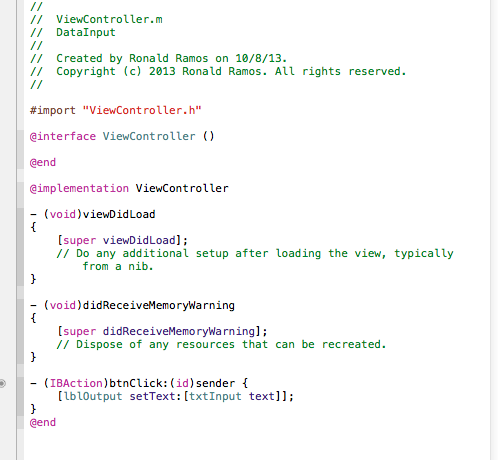 //
//  ViewController.m
//  DataInput
//
//  Created by Ronald Ramos on 10/8/13.
//  Copyright (c) 2013 Ronald Ramos. All rights reserved.
//
#import "ViewController.h"
@interface ViewController ()
@end
@implementation ViewController
- (void)viewDidLoad
{
    [super viewDidLoad];
    // Do any additional setup after loading the view, typically
        from a nib.
}
- (void)didReceiveMemoryWarning
{
    [super didReceiveMemoryWarning];
    // Dispose of any resources that can be recreated.
}
- (IBAction)btnClick:(id)sender {
    [lblOutput setText:[txtInput text]];
}
@end